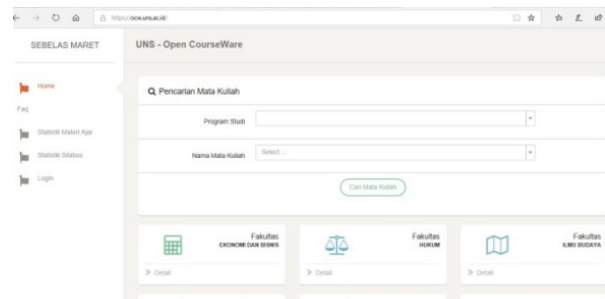 https://ocw.uns.ac.id/
SEBELAS MARET
UNS - Open CourseWare
Home
Faq
Statistik Materi Ajar
Statistik Silabus
Login
Pencarian Mata Kuliah
Program Studi
Nama Mata Kuliah
Select ...
Cari Mata Kuliah
Fakultas
EKONOMI DAN BISNIS
Detail
Fakultas
HUKUM
Detail
Fakultas
ILMU BUDAYA
Detail